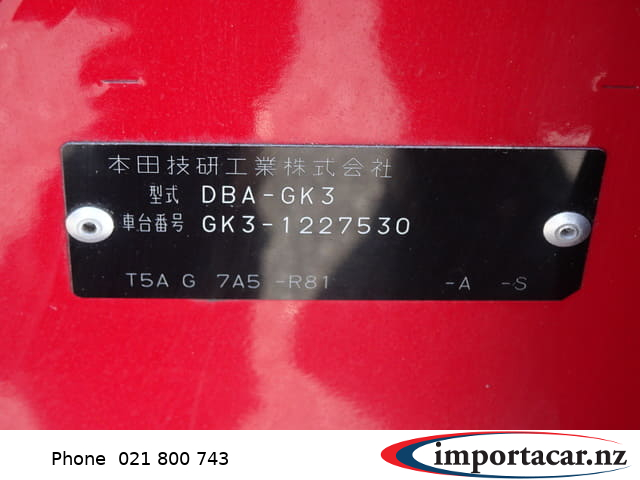 本田技研工業株式会社
型式 DBA-GK3
車台番号 GK3-1227530
T5A G 7A5 -R81 -A -S
Phone 021 800 743
importacar.nz